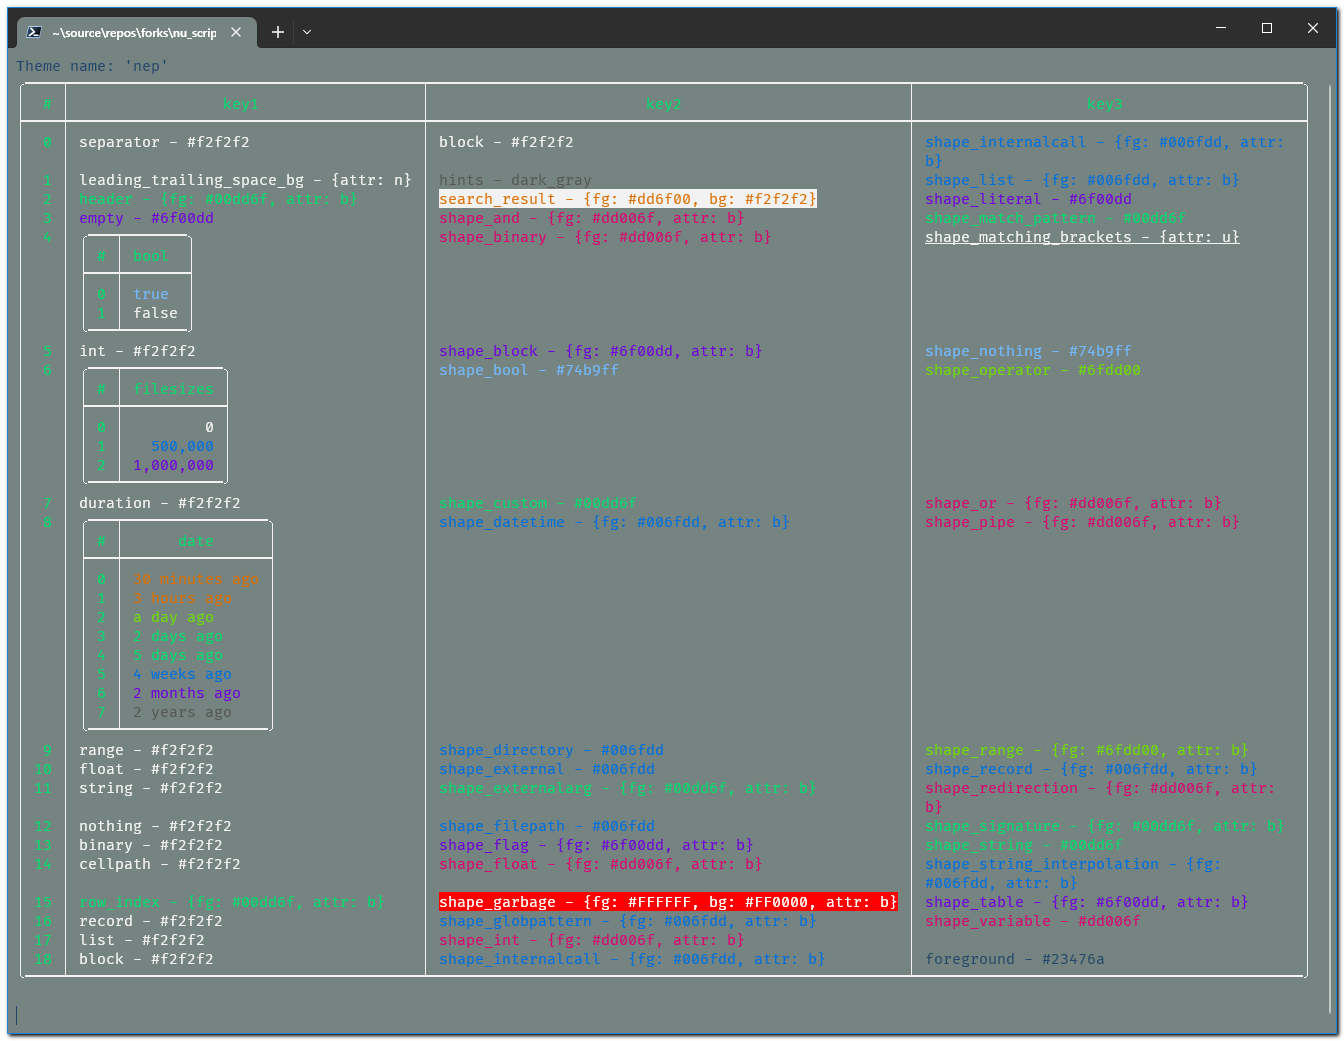 ~\source\repos\forks\nu_scrip
Theme name: 'nep'
# key1 key2 key3
0 separator - #f2f2f2 block - #f2f2f2 shape_internalcall - {fg: #006fdd, attr:
b}
1 leading_trailing_space_bg - {attr: n} hints - dark_gray shape_list - {fg: #006fdd, attr: b}
2 header - {fg: #00dd6f, attr: b} search_result - {fg: #dd6f00, bg: #f2f2f2} shape_literal - #6f00dd
3 empty - #6f00dd shape_and - {fg: #dd006f, attr: b} shape_match_pattern - #00dd6f
4 shape_binary - {fg: #dd006f, attr: b} shape_matching_brackets - {attr: u}
# bool
0 true
1 false
5 int - #f2f2f2 shape_block - {fg: #6f00dd, attr: b} shape_nothing - #74b9ff
6 shape_bool - #74b9ff shape_operator - #6fdd00
# filesizes
0 0
1 500,000
2 1,000,000
7 duration - #f2f2f2 shape_custom - #00dd6f shape_or - {fg: #dd006f, attr: b}
8 shape_datetime - {fg: #006fdd, attr: b} shape_pipe - {fg: #dd006f, attr: b}
# date
0 30 minutes ago
1 3 hours ago
2 a day ago
3 2 days ago
4 5 days ago
5 4 weeks ago
6 2 months ago
7 2 years ago
9 range - #f2f2f2 shape_directory - #006fdd shape_range - {fg: #6fdd00, attr: b}
10 float - #f2f2f2 shape_external - #006fdd shape_record - {fg: #006fdd, attr: b}
11 string - #f2f2f2 shape_externalarg - {fg: #00dd6f, attr: b} shape_redirection - {fg: #dd006f, attr:
b}
12 nothing - #f2f2f2 shape_filepath - #006fdd shape_signature - {fg: #00dd6f, attr: b}
13 binary - #f2f2f2 shape_flag - {fg: #6f00dd, attr: b} shape_string - #00dd6f
14 cellpath - #f2f2f2 shape_float - {fg: #dd006f, attr: b} shape_string_interpolation - {fg:
#006fdd, attr: b}
15 row_index - {fg: #00dd6f, attr: b} shape_garbage - {fg: #FFFFFF, bg: #FF0000, attr: b} shape_table - {fg: #6f00dd, attr: b}
16 record - #f2f2f2 shape_globpattern - {fg: #006fdd, attr: b} shape_variable - #dd006f
17 list - #f2f2f2 shape_int - {fg: #dd006f, attr: b}
18 block - #f2f2f2 shape_internalcall - {fg: #006fdd, attr: b} foreground - #23476a